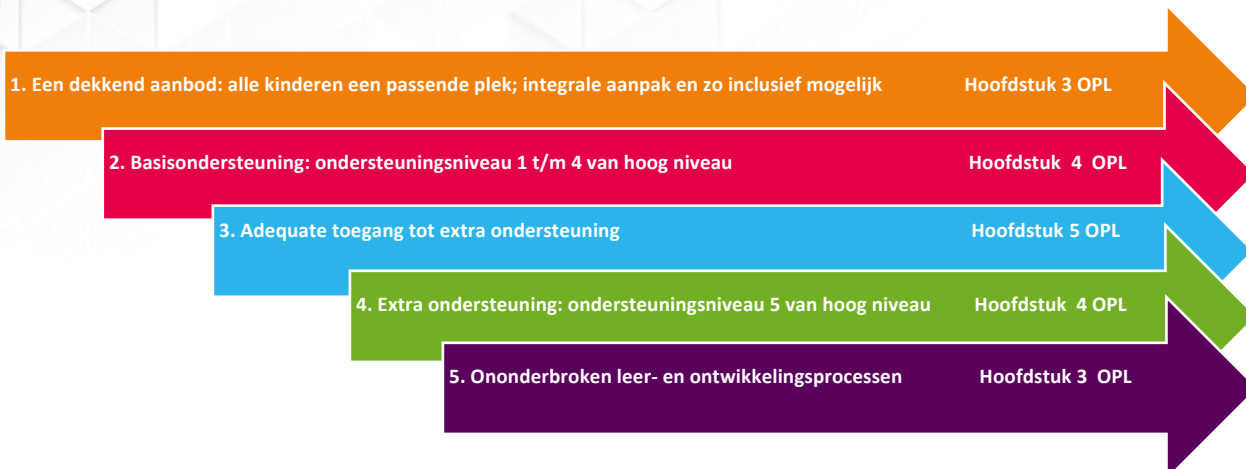 1. Een dekkend aanbod: alle kinderen een passende plek; integrale aanpak en zo inclusief mogelijk Hoofdstuk 3 OPL
2. Basisondersteuning: ondersteuningsniveau 1 t/m 4 van hoog niveau Hoofdstuk 4 OPL
3. Adequate toegang tot extra ondersteuning Hoofdstuk 5 OPL
4. Extra ondersteuning: ondersteuningsniveau 5 van hoog niveau Hoofdstuk 4 OPL
5. Ononderbroken leer- en ontwikkelingsprocessen Hoofdstuk 3 OPL